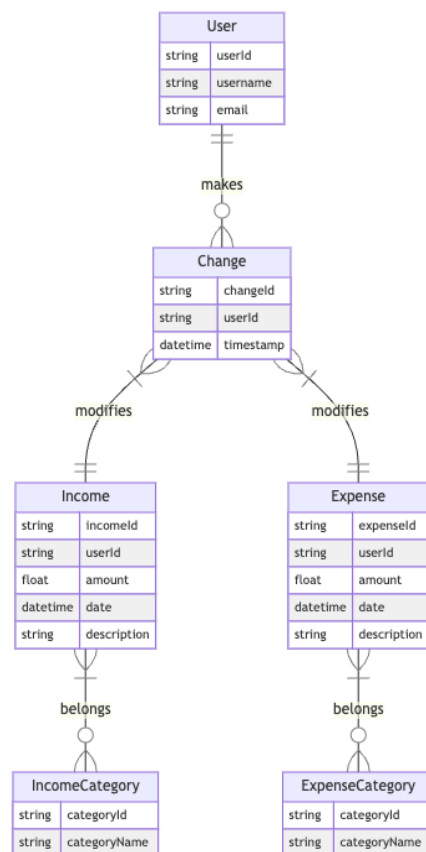 User
string userId
string username
string email
makes
Change
string changeId
string userId
datetime timestamp
modifies modifies
Income
string incomeId
string userId
float amount
datetime date
string description
Expense
string expenseId
string userId
float amount
datetime date
string description
belongs belongs
IncomeCategory
string categoryId
string categoryName
ExpenseCategory
string categoryId
string categoryName